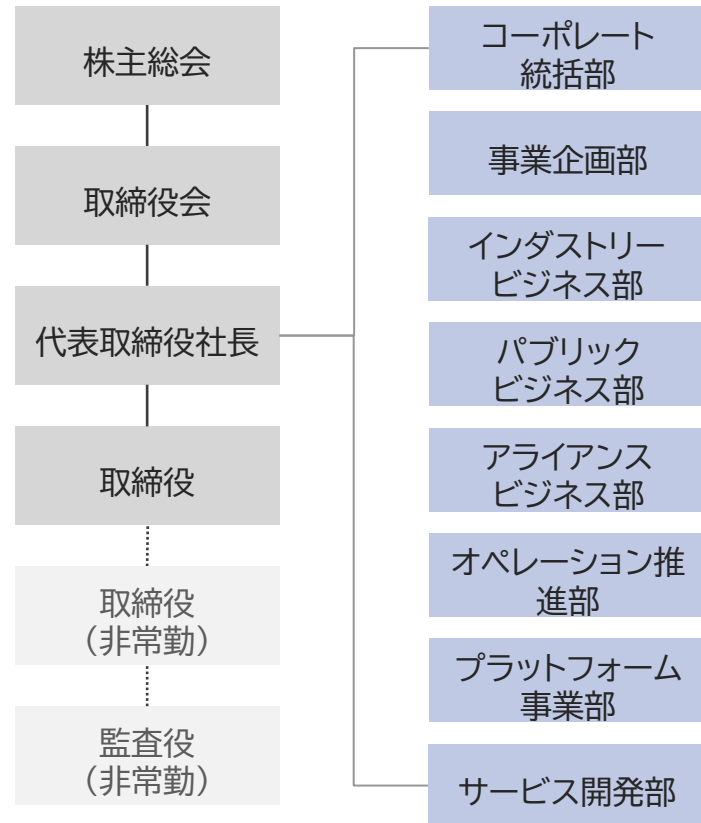 株主総会
取締役会
代表取締役社長
取締役
取締役
（非常勤）
監査役
（非常勤）
コーポレート
統括部
事業企画部
インダストリー
ビジネス部
パブリック
ビジネス部
アライアンス
ビジネス部
オペレーション推
進部
プラットフォーム
事業部
サービス開発部